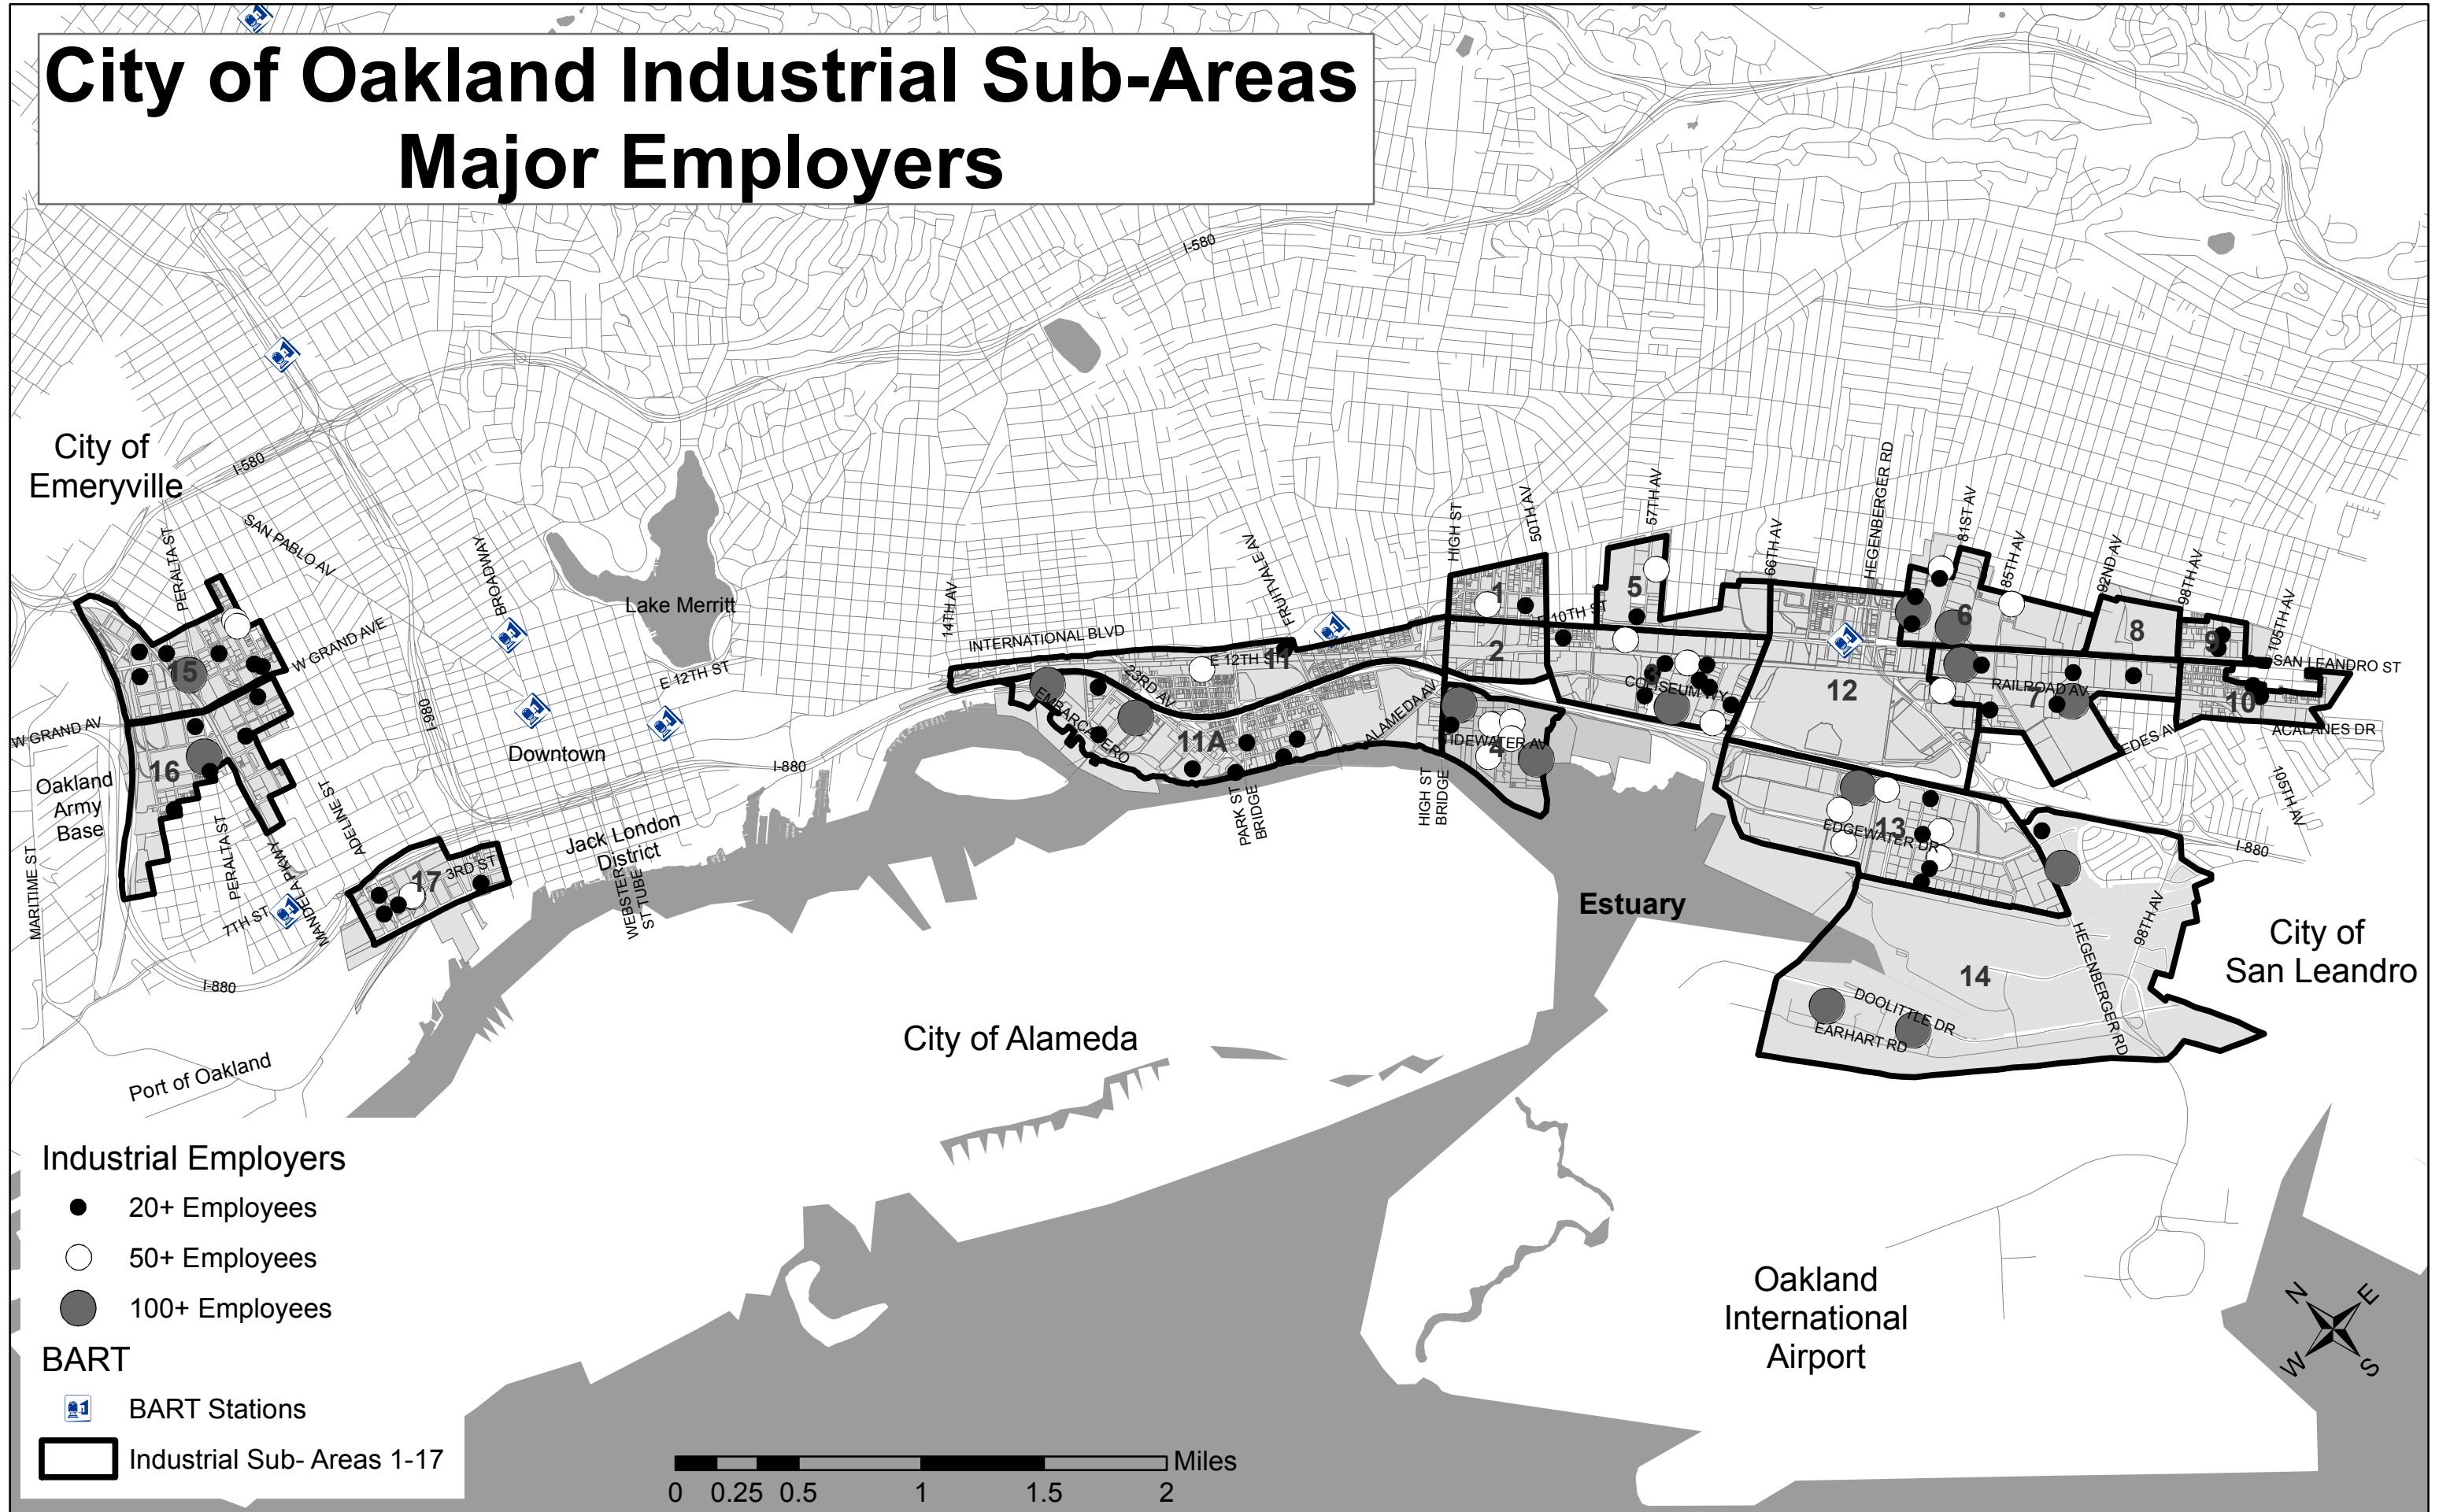 City of Oakland Industrial Sub-Areas
Major Employers
I-580
City of
Emeryville
I-580
SAN PABLO AV
PERALTA ST
BROADWAY
Lake Merritt
14TH AV
INTERNATIONAL BLVD
FRUITVALE AV
HIGH ST
50TH AV
57TH AV
66TH AV
HEGENBERGER RD
81ST AV
85TH AV
92ND AV
98TH AV
105TH AV
1
5
E 10TH ST
6
8
9
SAN LEANDRO ST
W GRAND AVE
15
E 12TH ST
E 12TH ST
11
2
3
COLISEUM WY
12
RAILROAD AV
7
10
ACALANES DR
EDES AV
105TH AV
I-980
W GRAND AV
16
Oakland
Army
Base
Downtown
I-880
23RD AV
EMBARCADERO
11A
ALAMEDA AV
TIDEWATER AV
4
PARK ST
BRIDGE
HIGH ST
BRIDGE
13
EDGEWATER DR
I-880
MARITIME ST
PERALTA ST
MANDELA PKWY
ADELINE ST
7TH ST
17
3RD ST
Jack London
District
WEBSTER
ST TUBE
I-880
Estuary
14
98TH AV
HEGENBERGER RD
DOOLITTLE DR
EARHART RD
City of
San Leandro
City of Alameda
Port of Oakland
Oakland
International
Airport
Industrial Employers
20+ Employees
50+ Employees
100+ Employees
BART
BART Stations
Industrial Sub- Areas 1-17
Miles
0 0.25 0.5 1 1.5 2
N
E
W
S